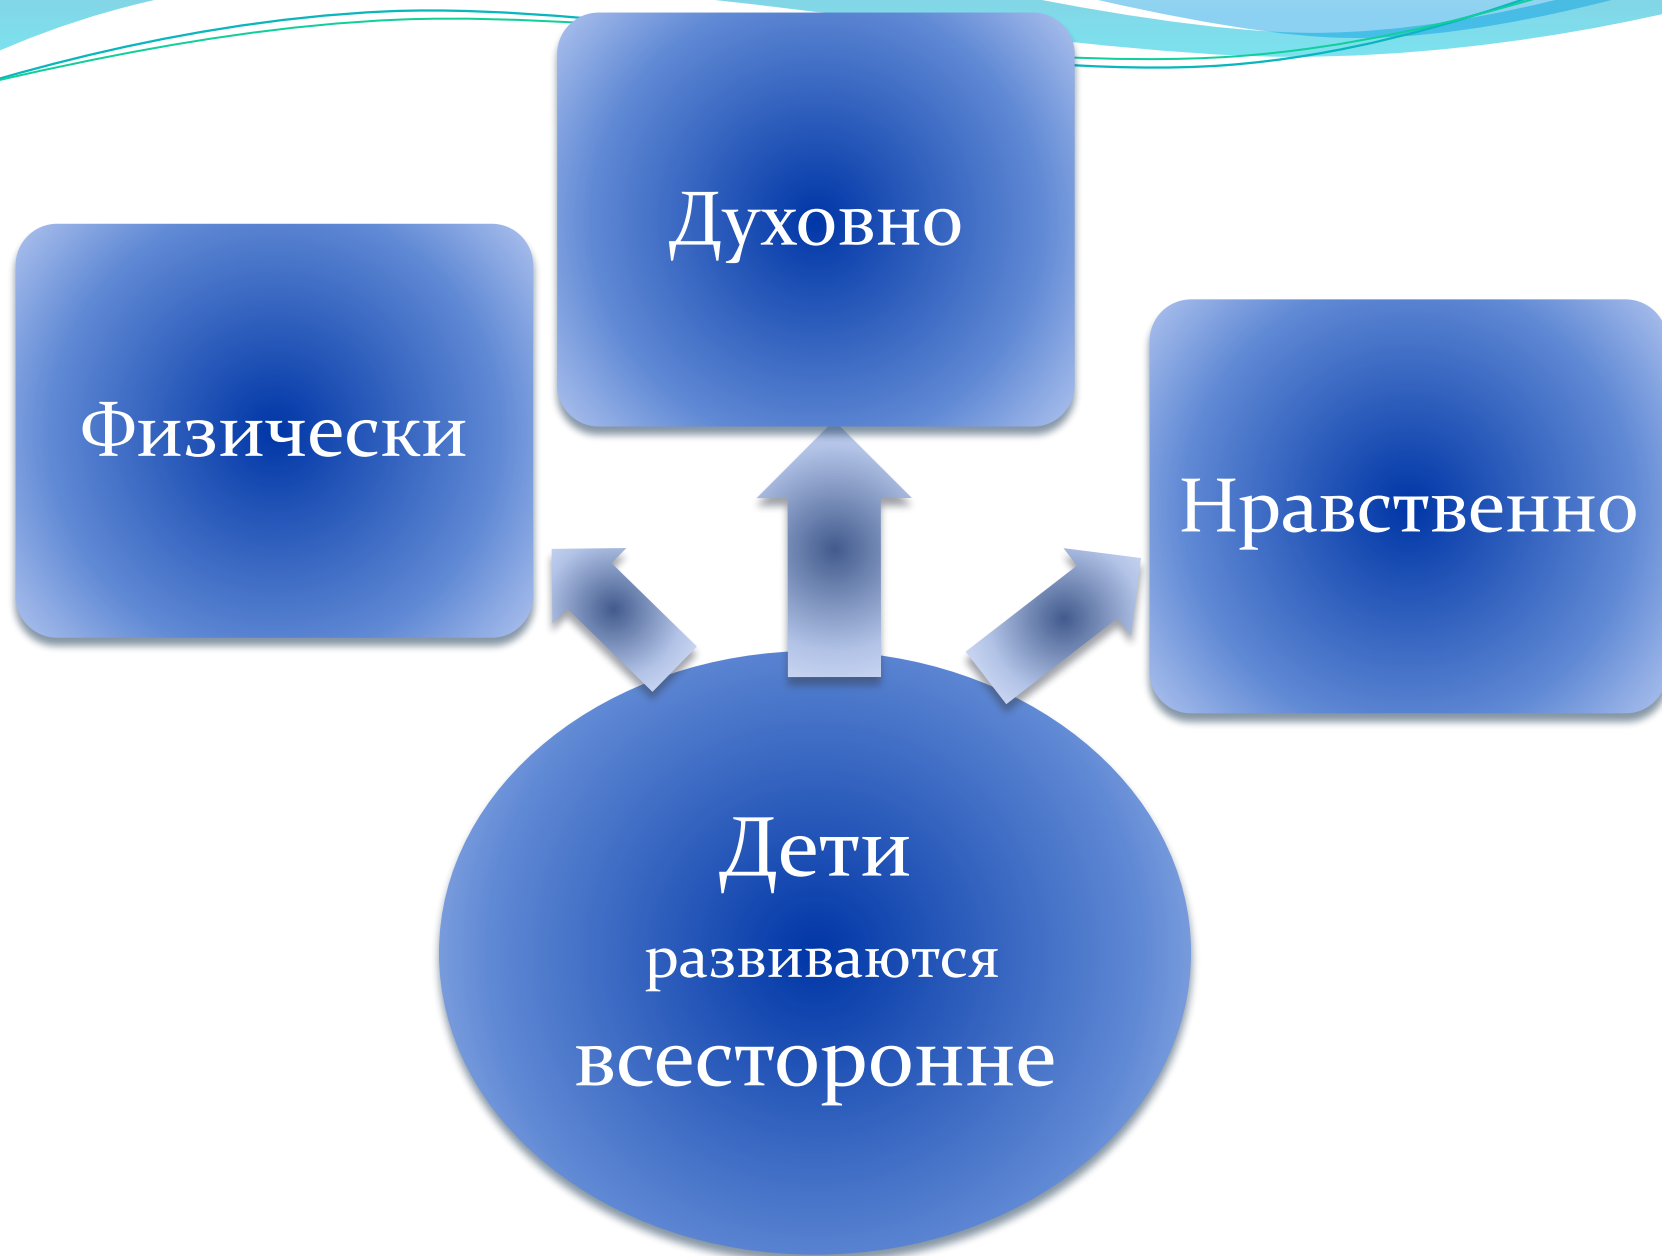 Духовно
Физически
Нравственно
Дети
развиваются
всесторонне